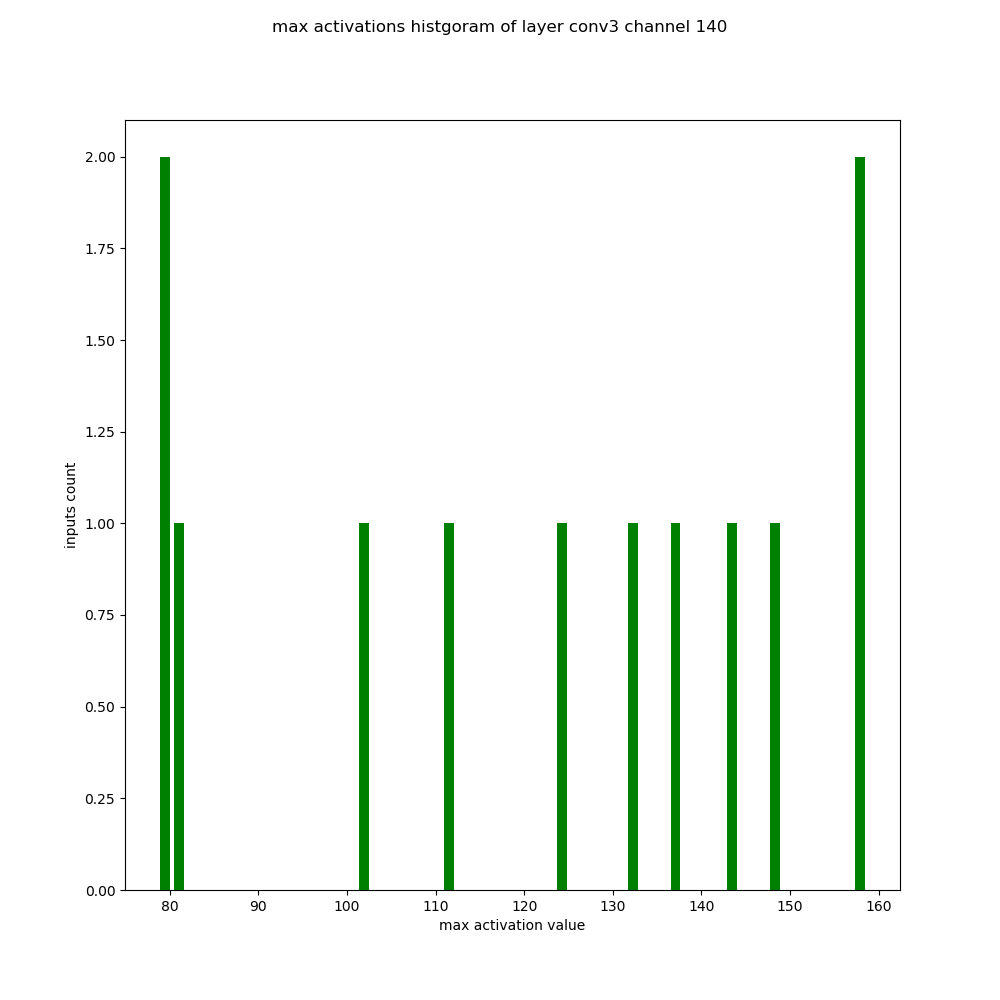 max activations histgoram of layer conv3 channel 140
2.00
1.75
1.50
1.25
1.00
0.75
0.50
0.25
0.00
inputs count
80 90 100 110 120 130 140 150 160
max activation value